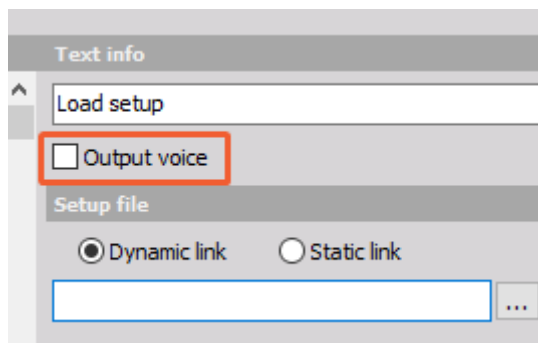 Text info
Load setup
Output voice
Setup file
Dynamic link Static link
...